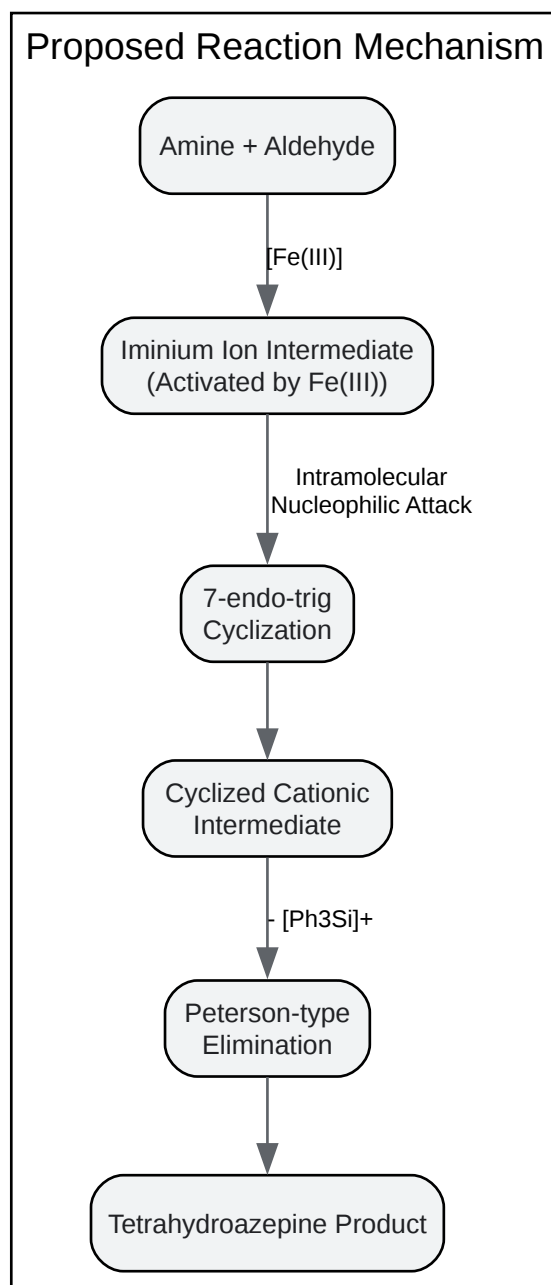 Proposed Reaction Mechanism
Amine + Aldehyde
[Fe(III)]
Iminium Ion Intermediate
(Activated by Fe(III))
Intramolecular
Nucleophilic Attack
7-endo-trig
Cyclization
Cyclized Cationic
Intermediate
- [Ph3Si]+
Peterson-type
Elimination
Tetrahydroazepine Product